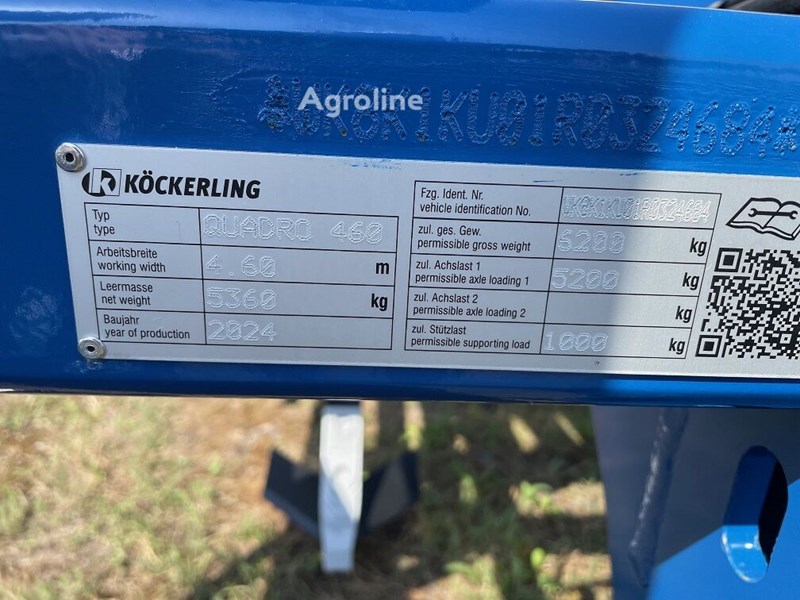 Agroline
WK8K1KU01R0324684*
KÖCKERLING
Typ
type
QUADRO 460
Arbeitsbreite
working width
4.60 m
Leermasse
net weight
5360 kg
Baujahr
year of production
2024
Fzg. Ident. Nr.
vehicle identification No.
WK8K1KU01R0324684
zul. ges. Gew.
permissible gross weight
6200 kg
zul. Achslast 1
permissible axle loading 1
5200 kg
zul. Achslast 2
permissible axle loading 2
kg
zul. Stützlast
permissible supporting load
1000 kg